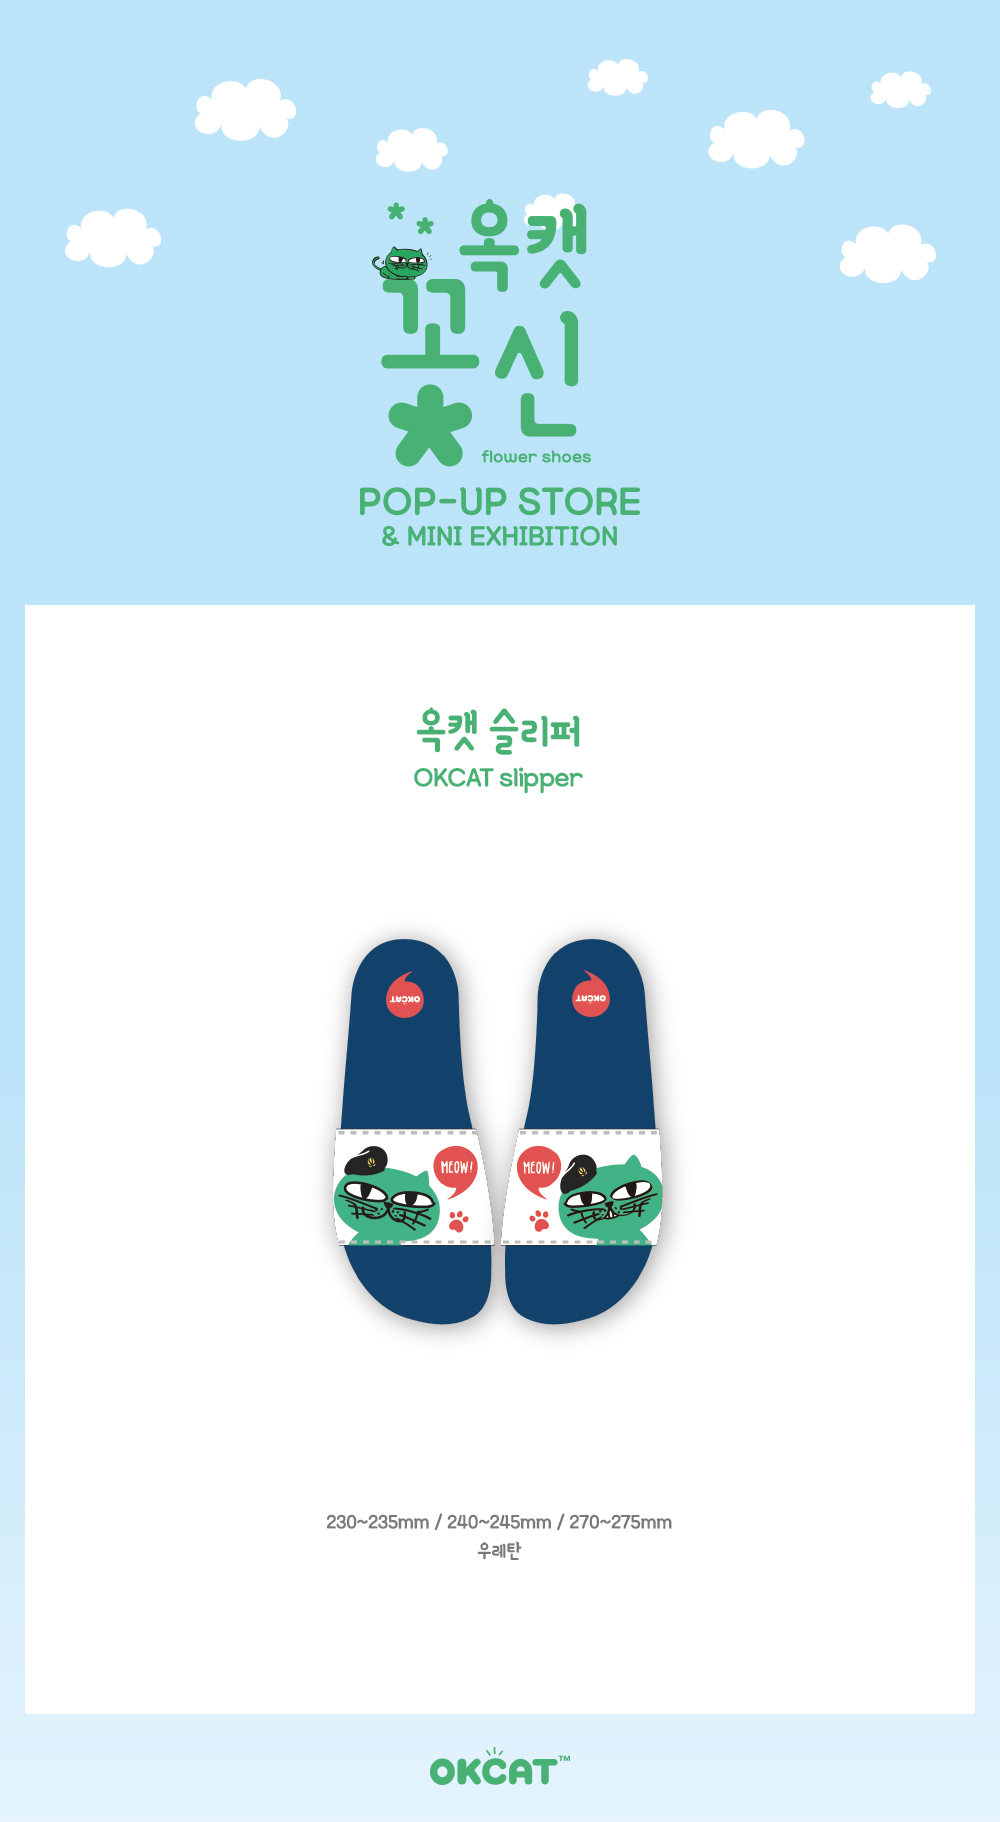 옥캣
꽃신
flower shoes
POP-UP STORE
& MINI EXHIBITION
옥캣 슬리퍼
OKCAT slipper
OKCAT
OKCAT
MEOW!
MEOW!
230~235mm / 240~245mm / 270~275mm
우레탄
OKCAT™